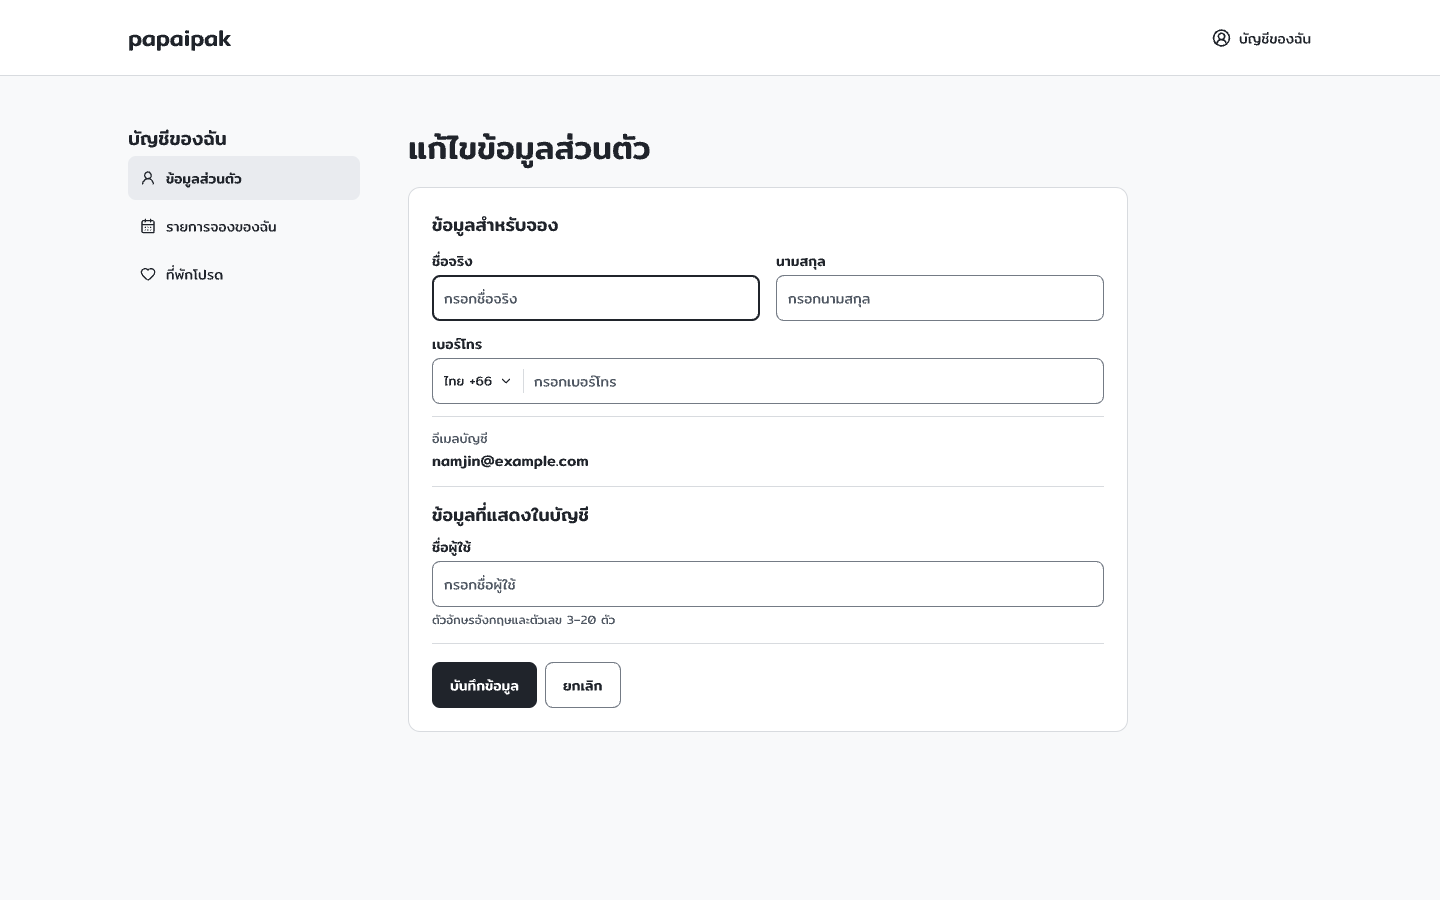 papaipak
บัญชีของฉัน
บัญชีของฉัน
ข้อมูลส่วนตัว
รายการจองของฉัน
ที่พักโปรด
แก้ไขข้อมูลส่วนตัว
ข้อมูลสำหรับจอง
ชื่อจริง
นามสกุล
กรอกชื่อจริง
กรอกนามสกุล
เบอร์โทร
ไทย +66
กรอกเบอร์โทร
อีเมลบัญชี
namjin@example.com
ข้อมูลที่แสดงในบัญชี
ชื่อผู้ใช้
กรอกชื่อผู้ใช้
ตัวอักษรอังกฤษและตัวเลข 3–20 ตัว
บันทึกข้อมูล
ยกเลิก